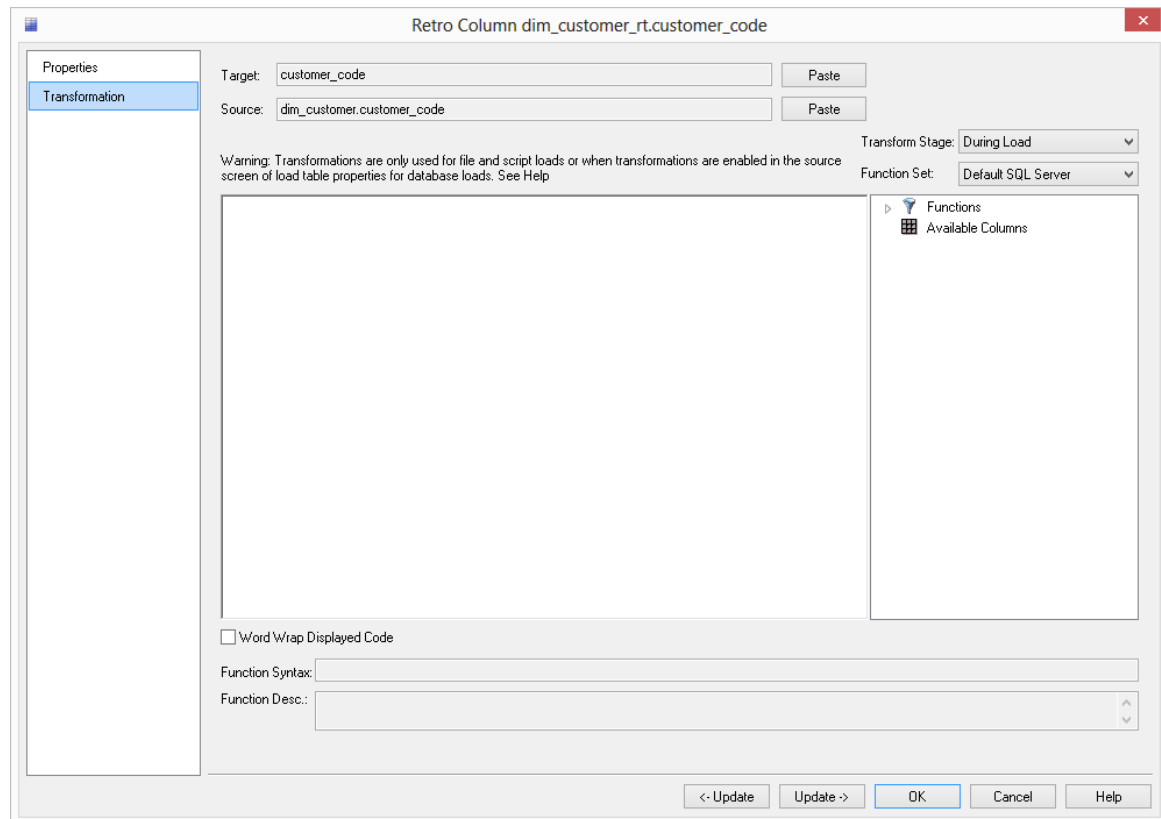 Retro Column dim_customer_rt.customer_code
Properties
Transformation
Target: customer_code Paste
Source: dim_customer.customer_code Paste
Transform Stage: During Load
Warning: Transformations are only used for file and script loads or when transformations are enabled in the source
screen of load table properties for database loads. See Help
Function Set: Default SQL Server
Functions
Available Columns
Word Wrap Displayed Code
Function Syntax:
Function Desc.:
<- Update Update -> OK Cancel Help